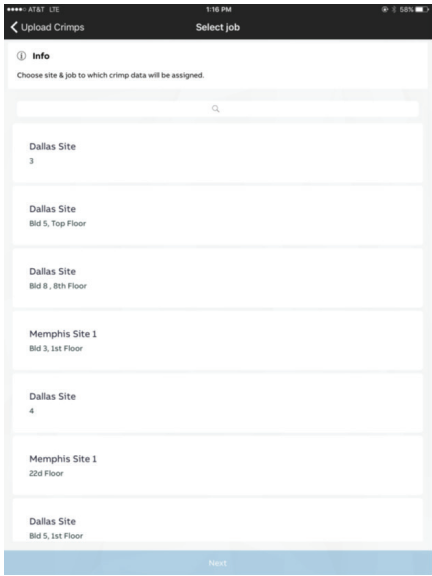 AT&T LTE 1:16 PM 58%
Upload Crimps Select job
Info
Choose site & job to which crimp data will be assigned.
Dallas Site
3
Dallas Site
Bld 5, Top Floor
Dallas Site
Bld 8 , 8th Floor
Memphis Site 1
Bld 3, 1st Floor
Dallas Site
4
Memphis Site 1
22d Floor
Dallas Site
Bld 5, 1st Floor
Next